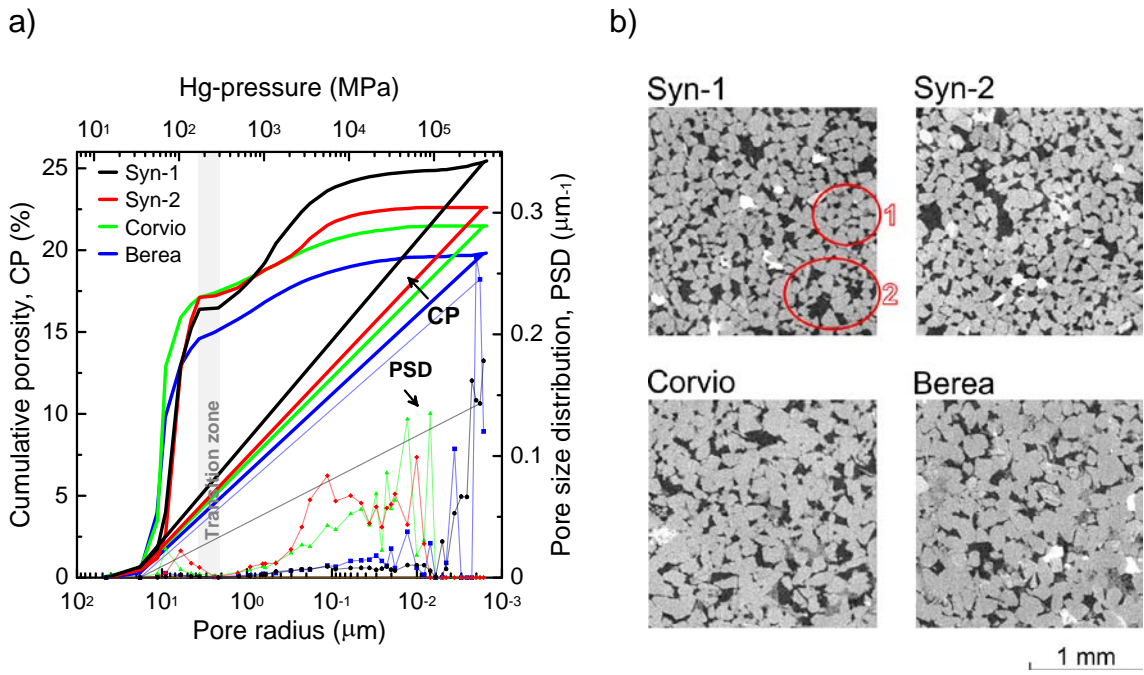 a)
Hg-pressure (MPa)
10¹ 10² 10³ 10⁴ 10⁵
25
20
15
10
5
0
Cumulative porosity, CP (%)
Syn-1
Syn-2
Corvio
Berea
Transition zone
CP
PSD
0.3
0.2
0.1
0
Pore size distribution, PSD (μm-1)
10² 10¹ 10⁰ 10-1 10-2 10-3
Pore radius (μm)
b)
Syn-1
Syn-2
1
2
Corvio
Berea
1 mm